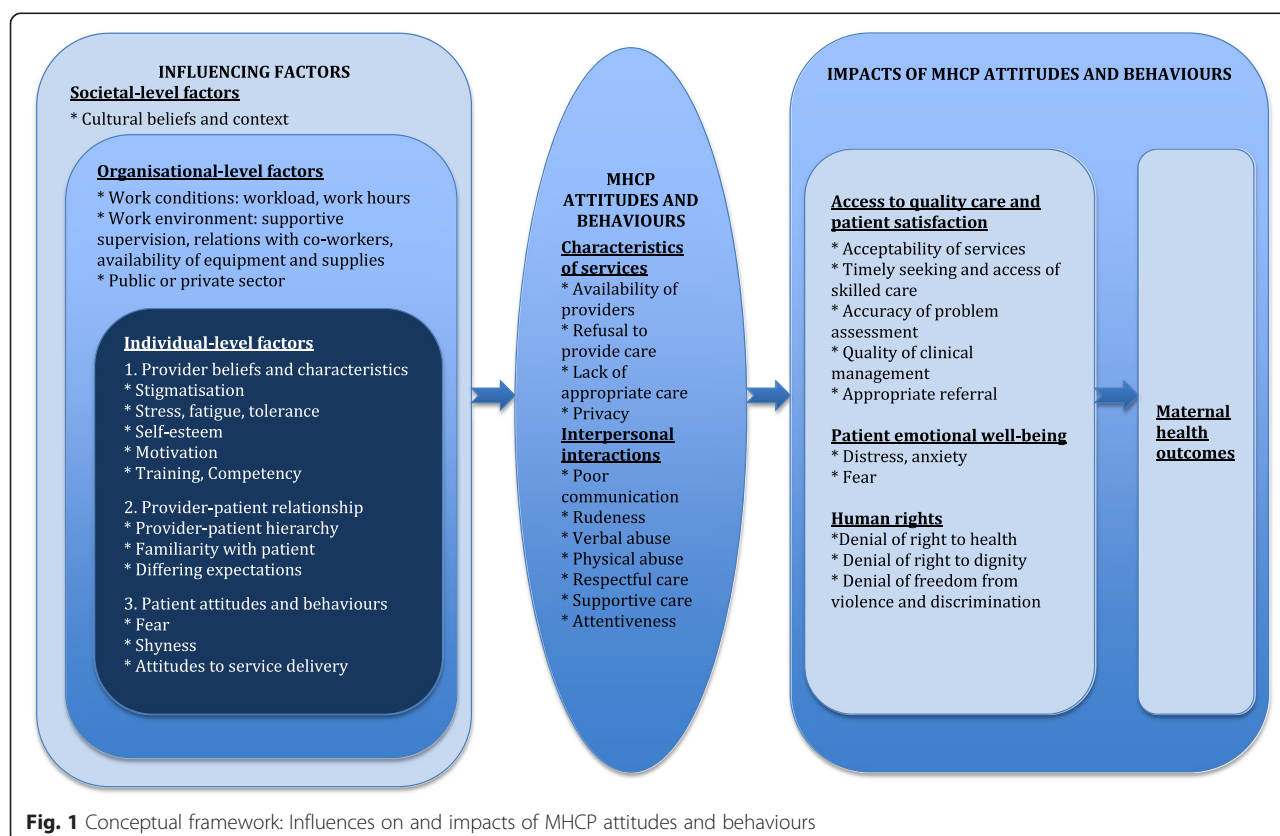 INFLUENCING FACTORS
Societal-level factors
* Cultural beliefs and context
Organisational-level factors
* Work conditions: workload, work hours
* Work environment: supportive
supervision, relations with co-workers,
availability of equipment and supplies
* Public or private sector
Individual-level factors
1. Provider beliefs and characteristics
* Stigmatisation
* Stress, fatigue, tolerance
* Self-esteem
* Motivation
* Training, Competency
2. Provider-patient relationship
* Provider-patient hierarchy
* Familiarity with patient
* Differing expectations
3. Patient attitudes and behaviours
* Fear
* Shyness
* Attitudes to service delivery
MHCP
ATTITUDES AND
BEHAVIOURS
Characteristics
of services
* Availability of
providers
* Refusal to
provide care
* Lack of
appropriate care
* Privacy
Interpersonal
interactions
* Poor
communication
* Rudeness
* Verbal abuse
* Physical abuse
* Respectful care
* Supportive care
* Attentiveness
IMPACTS OF MHCP ATTITUDES AND BEHAVIOURS
Access to quality care and
patient satisfaction
* Acceptability of services
* Timely seeking and access of
skilled care
* Accuracy of problem
assessment
* Quality of clinical
management
* Appropriate referral
Patient emotional well-being
* Distress, anxiety
* Fear
Human rights
*Denial of right to health
* Denial of right to dignity
* Denial of freedom from
violence and discrimination
Maternal
health
outcomes
Fig. 1 Conceptual framework: Influences on and impacts of MHCP attitudes and behaviours